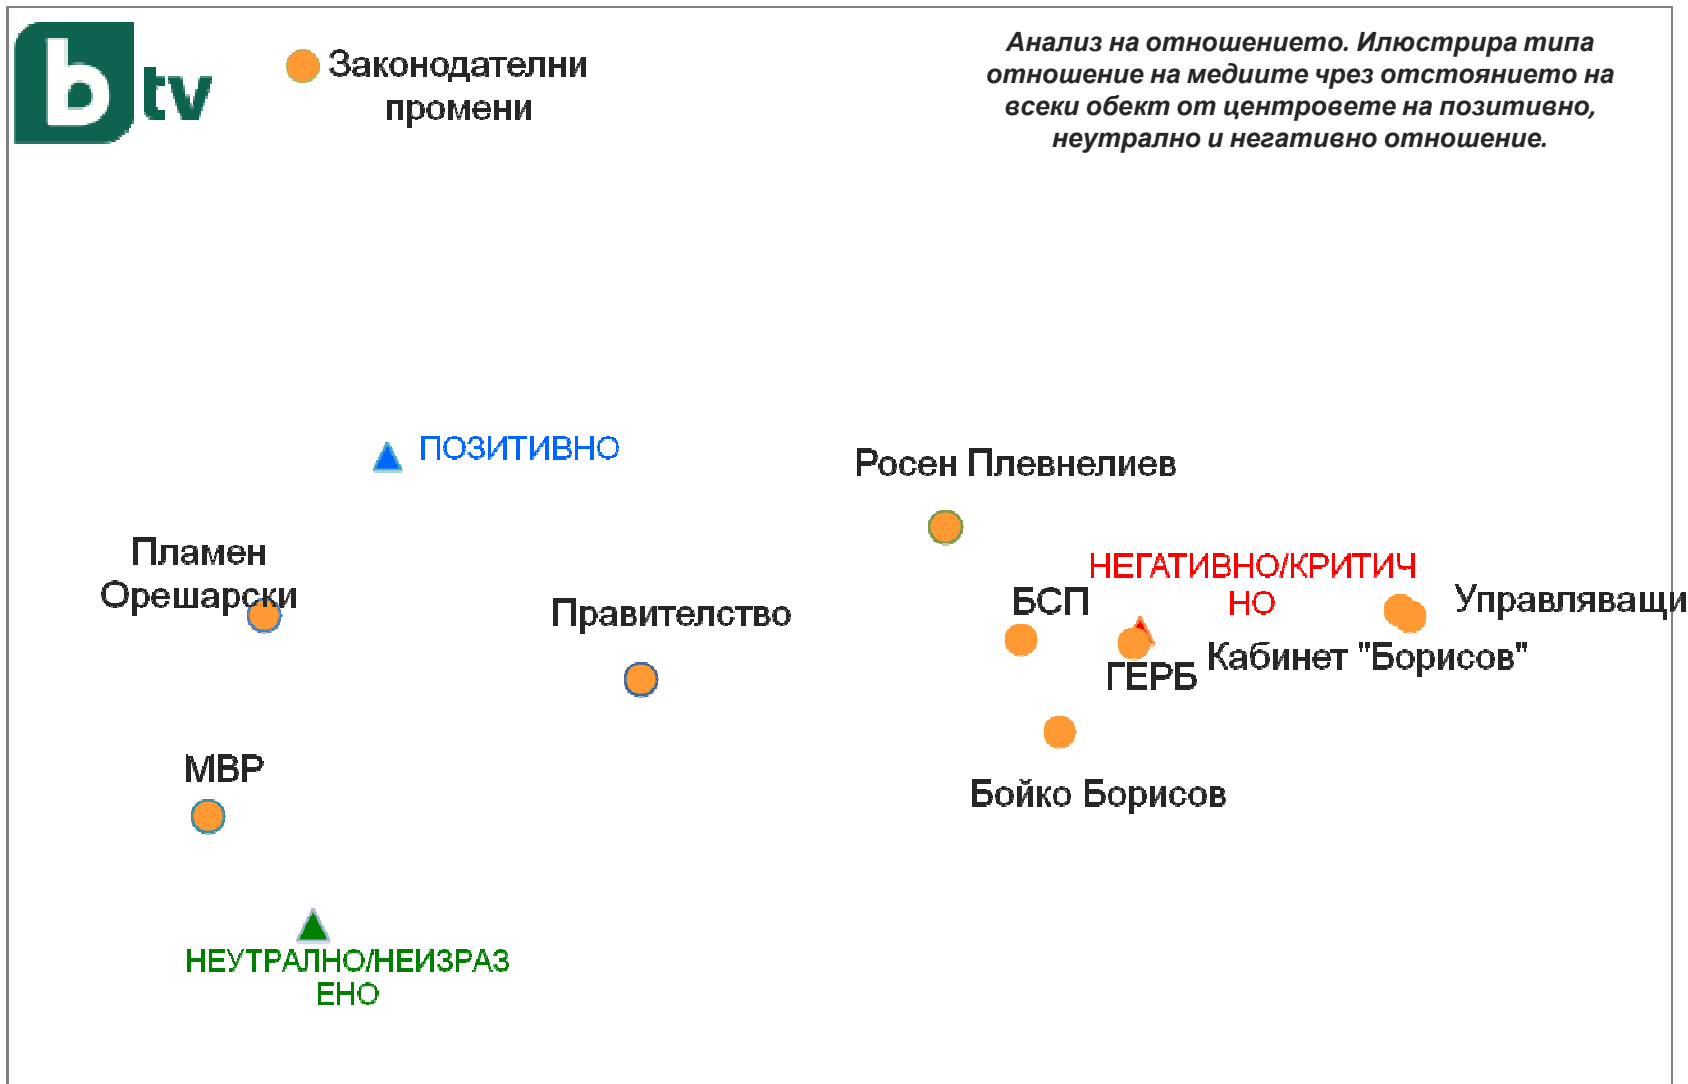 b tv
Законодателни
промени
Анализ на отношението. Илюстрира типа
отношение на медиите чрез отстоянието на
всеки обект от центровете на позитивно,
неутрално и негативно отношение.
ПОЗИТИВНО
Росен Плевнелиев
Пламен
Орешарски
Правителство
НЕГАТИВНО/КРИТИЧ
НО
БСП
Управляващи
Кабинет "Борисов"
ГЕРБ
МВР
Бойко Борисов
НЕУТРАЛНО/НЕИЗРАЗ
ЕНО